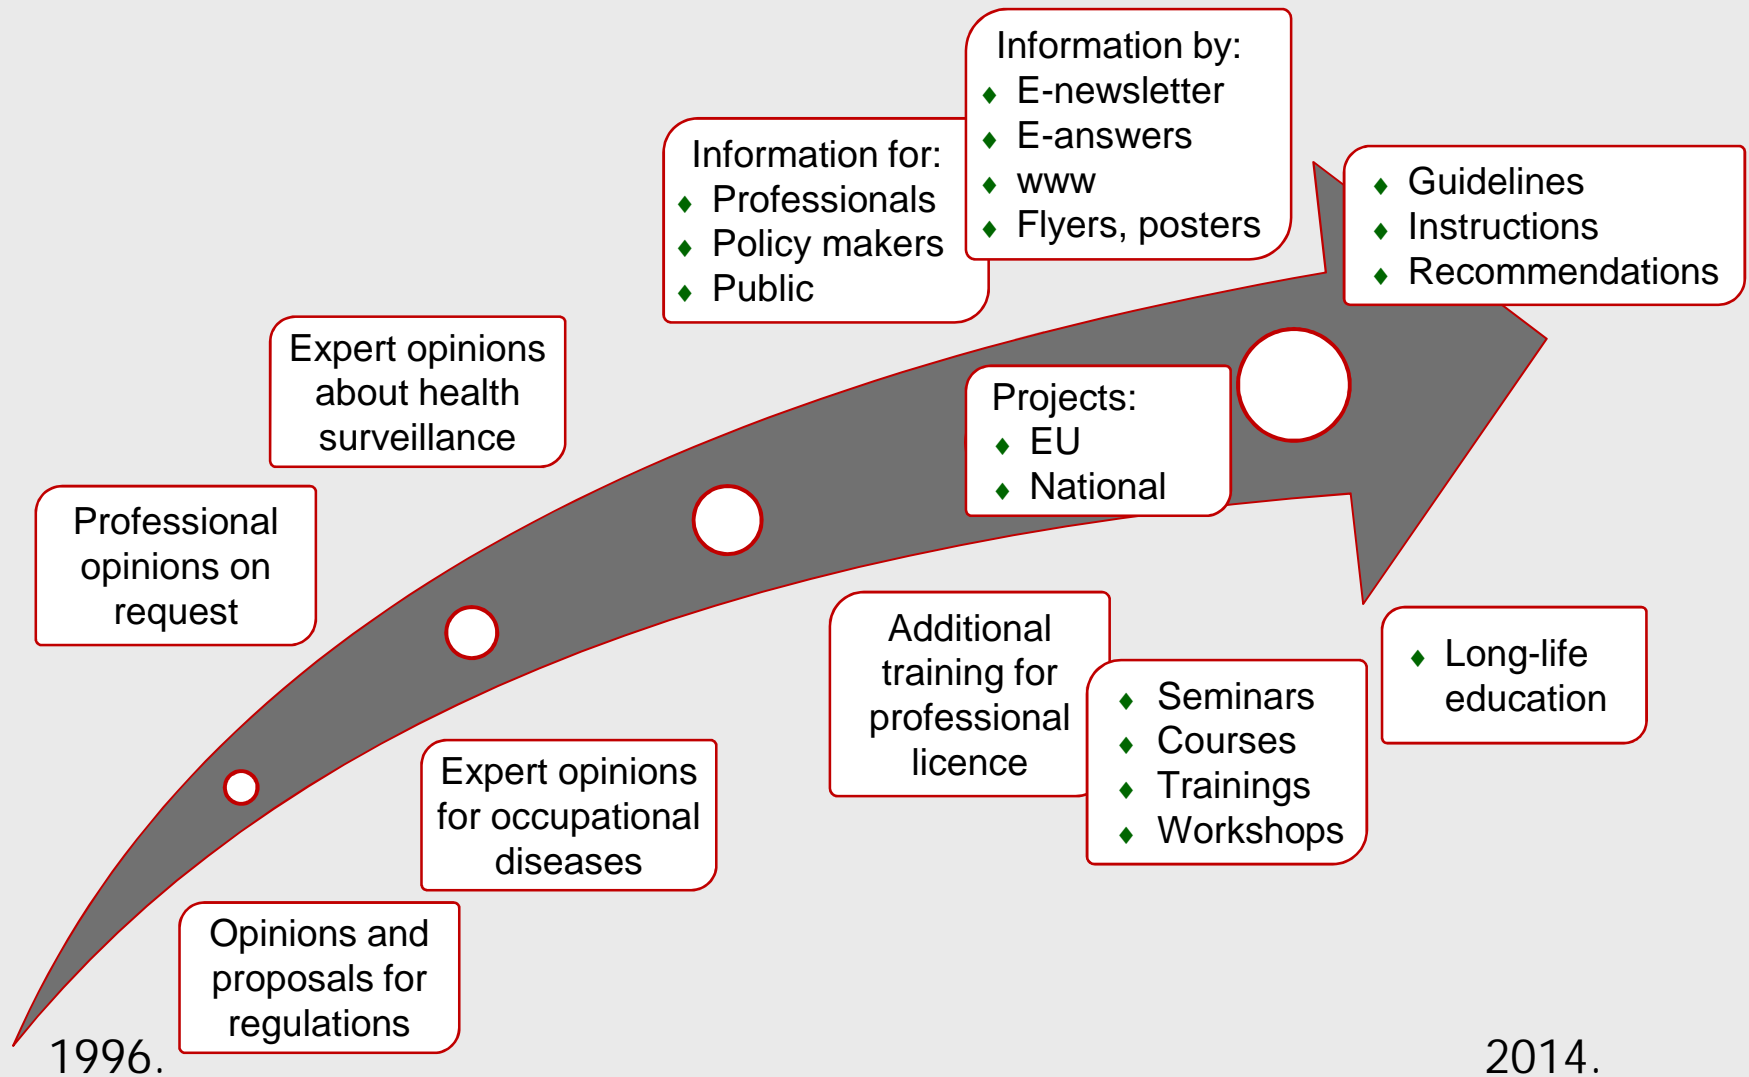 Information by:
♦ E-newsletter
♦ E-answers
♦ www
♦ Flyers, posters
Information for:
♦ Professionals
♦ Policy makers
♦ Public
♦ Guidelines
♦ Instructions
♦ Recommendations
Expert opinions
about health
surveillance
Projects:
♦ EU
♦ National
Professional
opinions on
request
Additional
training for
professional
licence
♦ Seminars
♦ Courses
♦ Trainings
♦ Workshops
♦ Long-life
education
Expert opinions
for occupational
diseases
Opinions and
proposals for
regulations
1996.
2014.